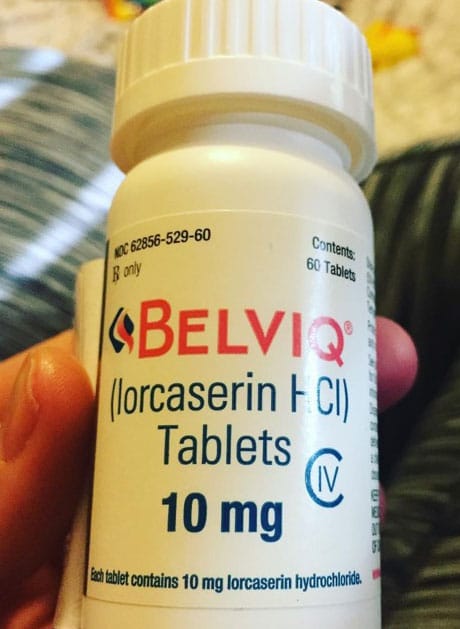 NDC 62856-529-60
℞ only
Contents:
60 Tablets
BELVIQ®
(lorcaserin HCl)
Tablets
CIV
10 mg
Each tablet contains 10 mg lorcaserin hydrochloride.